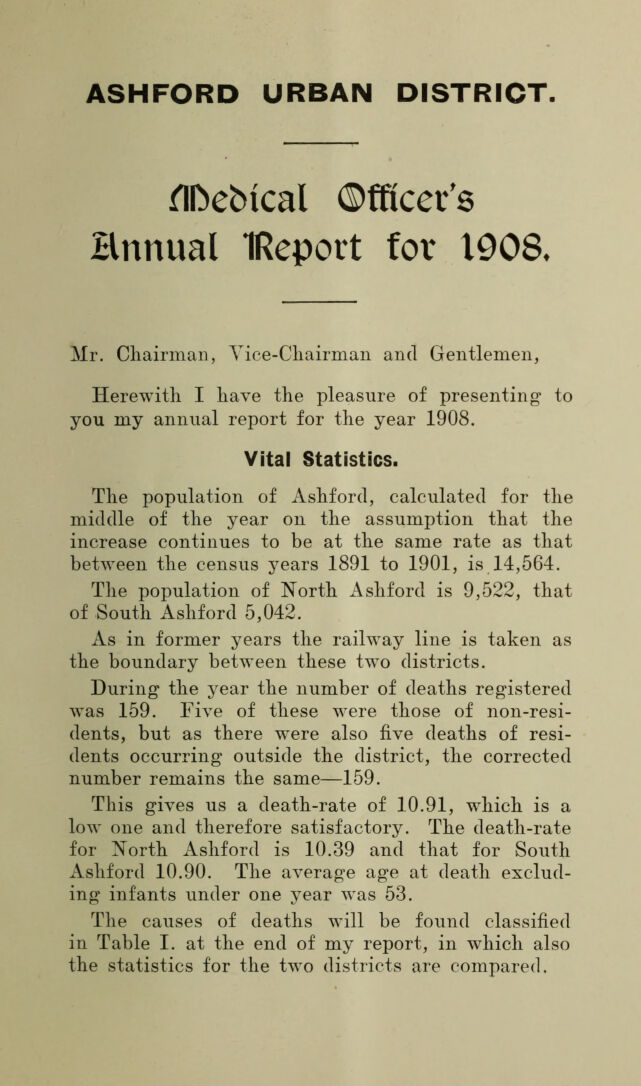 ASHFORD URBAN DISTRICT.
Medical Officer's
Annual Report for 1908.
Mr. Chairman, Vice-Chairman and Gentlemen,
Herewith I have the pleasure of presenting to
you my annual report for the year 1908.
Vital Statistics.
The population of Ashford, calculated for the
middle of the year on the assumption that the
increase continues to be at the same rate as that
between the census years 1891 to 1901, is 14,564.
The population of North Ashford is 9,522, that
of South Ashford 5,042.
As in former years the railway line is taken as
the boundary between these two districts.
During the year the number of deaths registered
was 159. Five of these were those of non-resi-
dents, but as there were also five deaths of resi-
dents occurring outside the district, the corrected
number remains the same—159.
This gives us a death-rate of 10.91, which is a
low one and therefore satisfactory. The death-rate
for North Ashford is 10.39 and that for South
Ashford 10.90. The average age at death exclud-
ing infants under one year was 53.
The causes of deaths will be found classified
in Table I. at the end of my report, in which also
the statistics for the two districts are compared.